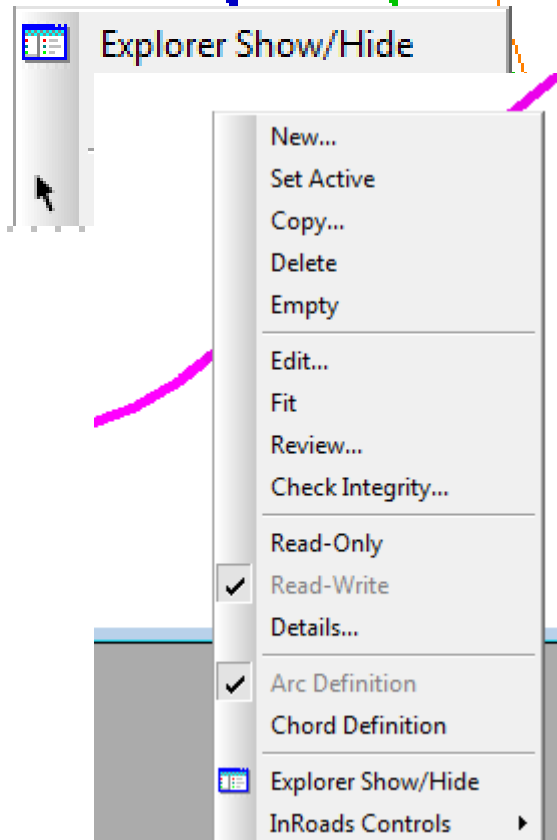 Explorer Show/Hide
New...
Set Active
Copy...
Delete
Empty
Edit...
Fit
Review...
Check Integrity...
Read-Only
Read-Write
Details...
Arc Definition
Chord Definition
Explorer Show/Hide
InRoads Controls